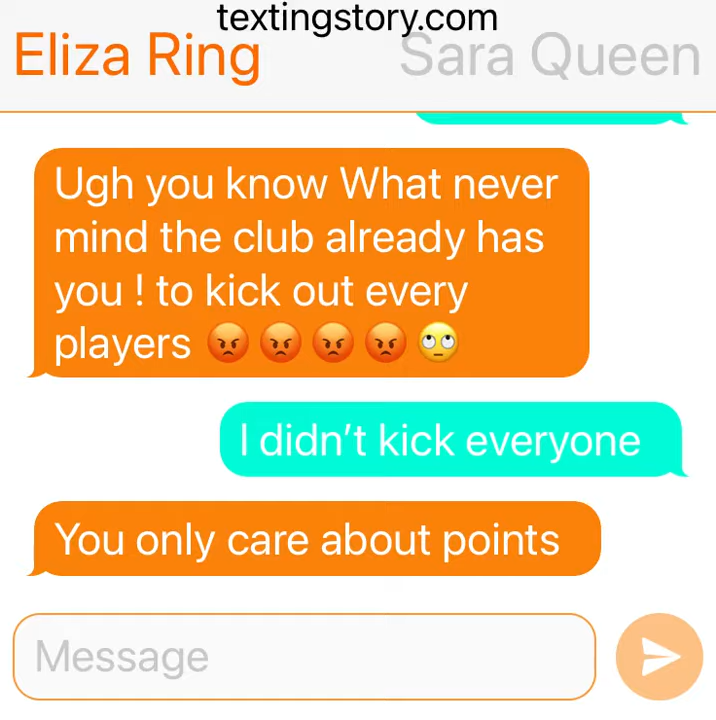 textingstory.com
Eliza Ring
Sara Queen
Ugh you know What never
mind the club already has
you ! to kick out every
players 😡 😡 😡 😡 🙄
I didn't kick everyone
You only care about points
Message